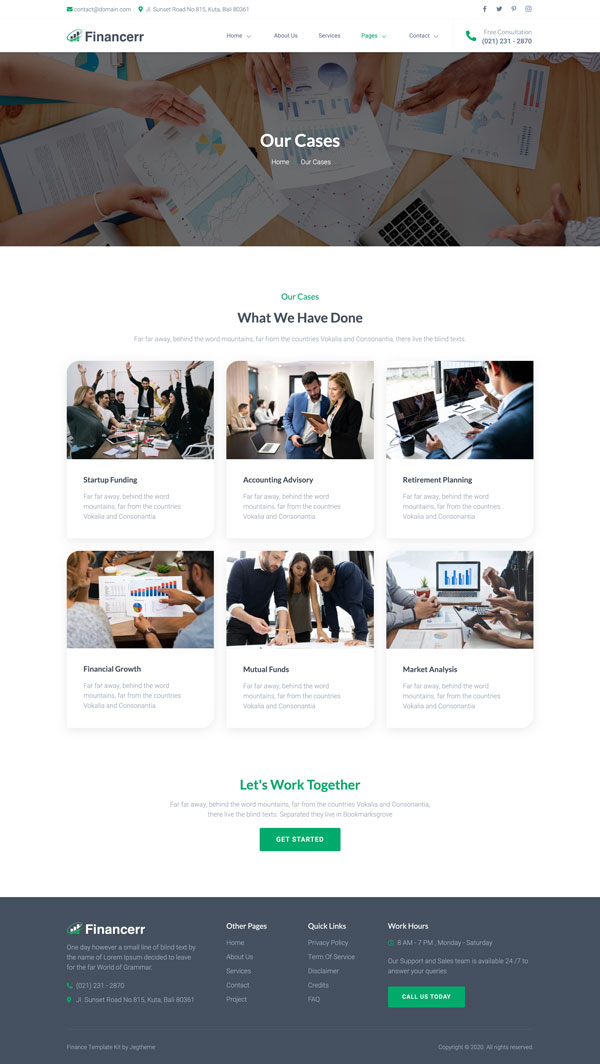 contact@domain.com Jl. Sunset Road No.815, Kuta, Bali 80361
Financerr
Home About Us Services Pages Contact
Free Consultation
(021) 231 - 2870
Our Cases
Home Our Cases
Our Cases
What We Have Done
Far far away, behind the word mountains, far from the countries Vokalia and Consonantia, there live the blind texts.
Startup Funding
Far far away, behind the word
mountains, far from the countries
Vokalia and Consonantia
Accounting Advisory
Far far away, behind the word
mountains, far from the countries
Vokalia and Consonantia
Retirement Planning
Far far away, behind the word
mountains, far from the countries
Vokalia and Consonantia
Financial Growth
Far far away, behind the word
mountains, far from the countries
Vokalia and Consonantia
Mutual Funds
Far far away, behind the word
mountains, far from the countries
Vokalia and Consonantia
Market Analysis
Far far away, behind the word
mountains, far from the countries
Vokalia and Consonantia
Let's Work Together
Far far away, behind the word mountains, far from the countries Vokalia and Consonantia,
there live the blind texts. Separated they live in Bookmarksgrove
GET STARTED
Financerr
One day however a small line of blind text by
the name of Lorem Ipsum decided to leave
for the far World of Grammar.
(021) 231 - 2870
Jl. Sunset Road No.815, Kuta, Bali 80361
Other Pages
Home
About Us
Services
Contact
Project
Quick Links
Privacy Policy
Term Of Service
Disclaimer
Credits
FAQ
Work Hours
8 AM - 7 PM , Monday - Saturday
Our Support and Sales team is available 24 /7 to
answer your queries
CALL US TODAY
Finance Template Kit by Jegtheme
Copyright © 2020. All rights reserved.